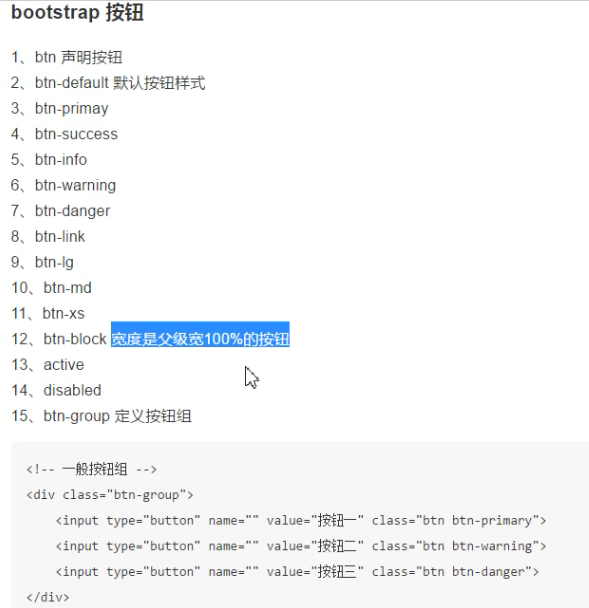 bootstrap 按钮
1、btn 声明按钮
2、btn-default 默认按钮样式
3、btn-primay
4、btn-success
5、btn-info
6、btn-warning
7、btn-danger
8、btn-link
9、btn-lg
10、btn-md
11、btn-xs
12、btn-block 宽度是父级宽100%的按钮
13、active
14、disabled
15、btn-group 定义按钮组
<!-- 一般按钮组 -->
<div class="btn-group">
    <input type="button" name="" value="按钮一" class="btn btn-primary">
    <input type="button" name="" value="按钮二" class="btn btn-warning">
    <input type="button" name="" value="按钮三" class="btn btn-danger">
</div>